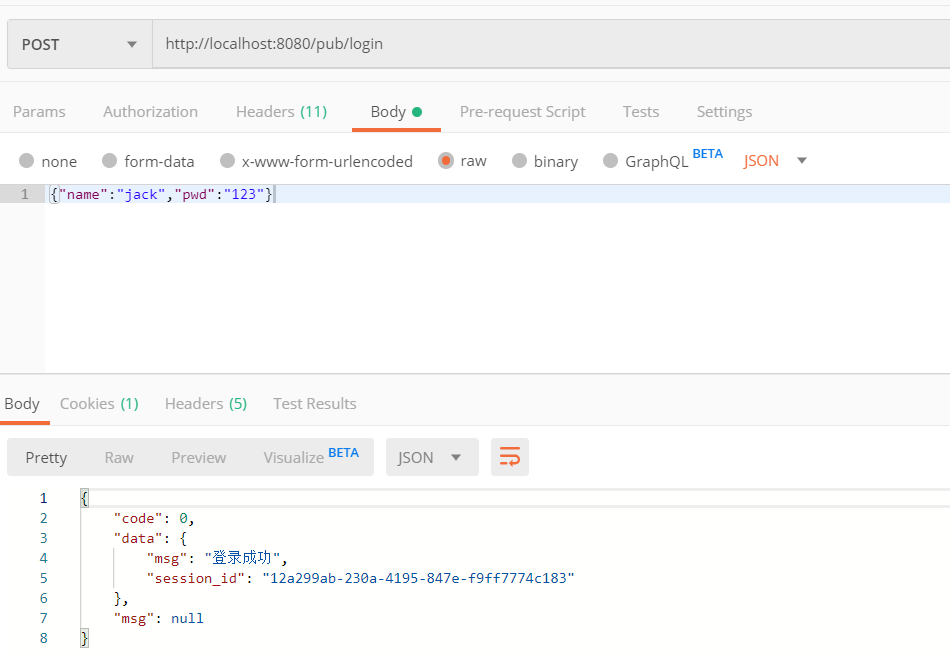 POST http://localhost:8080/pub/login
Params Authorization Headers (11) Body Pre-request Script Tests Settings
none form-data x-www-form-urlencoded raw binary GraphQL BETA JSON
1 {"name":"jack","pwd":"123"}
Body Cookies (1) Headers (5) Test Results
Pretty Raw Preview Visualize BETA JSON
1 {
2 "code": 0,
3 "data": {
4 "msg": "登录成功",
5 "session_id": "12a299ab-230a-4195-847e-f9ff7774c183"
6 },
7 "msg": null
8 }